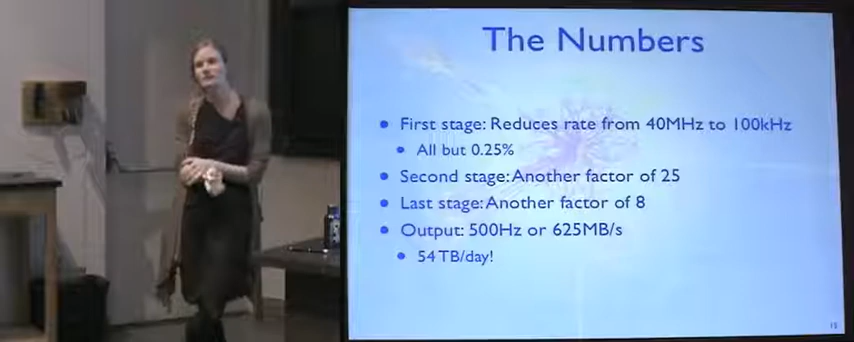 The Numbers
First stage: Reduces rate from 40MHz to 100kHz
All but 0.25%
Second stage: Another factor of 25
Last stage: Another factor of 8
Output: 500Hz or 625MB/s
54 TB/day!